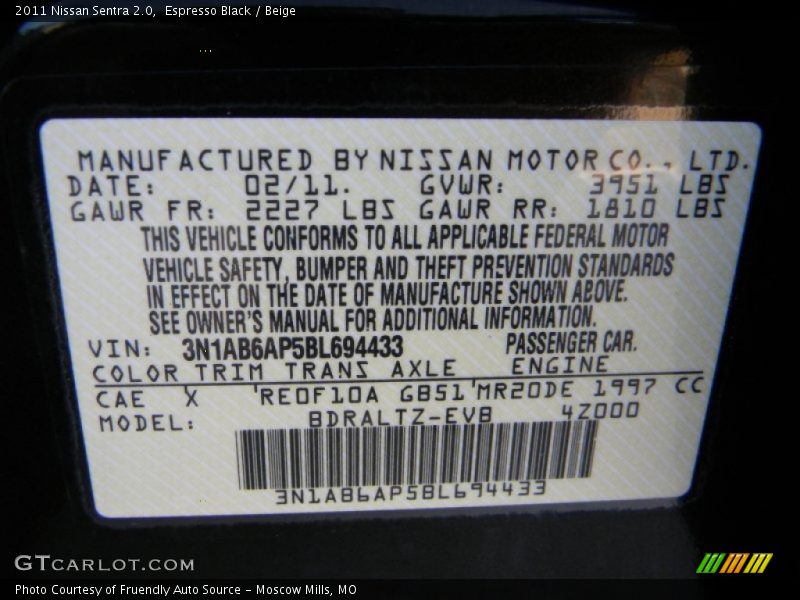 2011 Nissan Sentra 2.0,  Espresso Black / Beige
MANUFACTURED BY NISSAN MOTOR CO., LTD.
DATE: 02/11. GVWR: 3951 LBS
GAWR FR: 2227 LBS GAWR RR: 1810 LBS
THIS VEHICLE CONFORMS TO ALL APPLICABLE FEDERAL MOTOR
VEHICLE SAFETY, BUMPER AND THEFT PREVENTION STANDARDS
IN EFFECT ON THE DATE OF MANUFACTURE SHOWN ABOVE.
SEE OWNER'S MANUAL FOR ADDITIONAL INFORMATION.
VIN: 3N1AB6AP5BL694433 PASSENGER CAR.
COLOR TRIM TRANS AXLE ENGINE
CAE X 'RE0F10A GB51'MR20DE 1997 CC
MODEL: BDRALTZ-EVB 4Z000
3N1AB6AP5BL694433
GTCARLOT.COM
Photo Courtesy of Fruendly Auto Source - Moscow Mills, MO